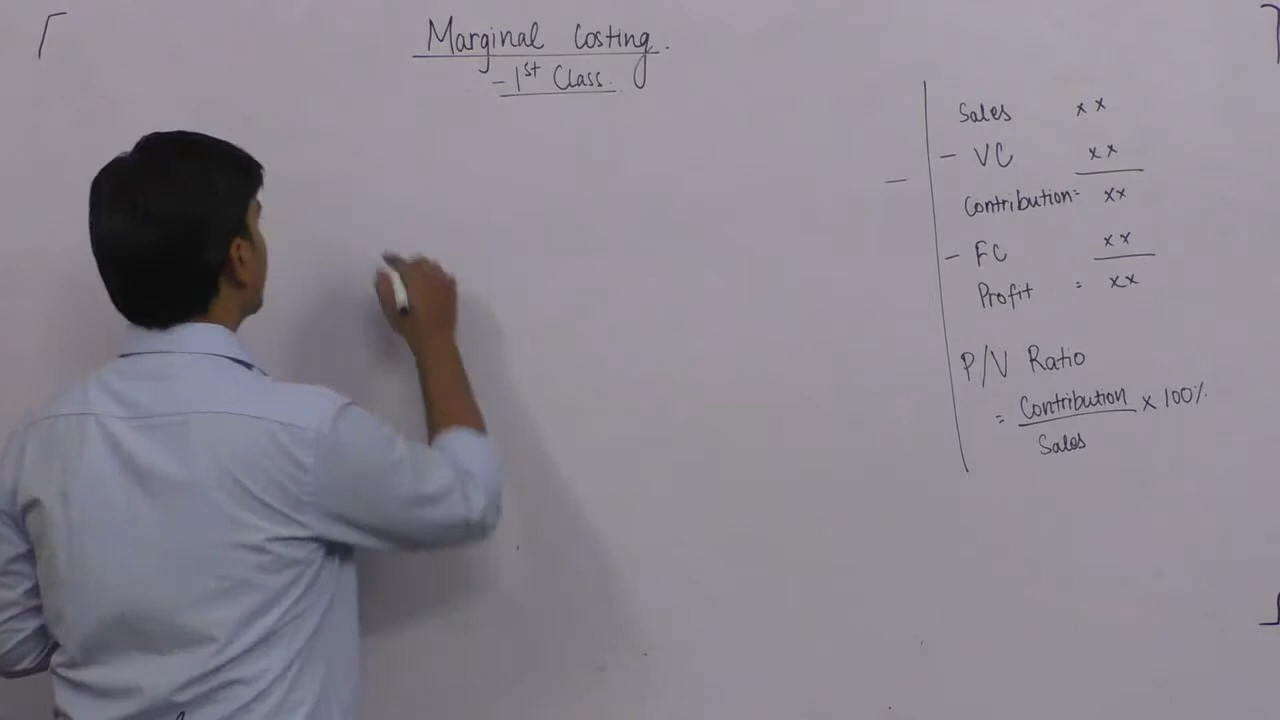 Marginal Costing.
- 1st Class.
Sales xx
- VC xx
Contribution = xx
- FC xx
Profit = xx
P/V Ratio
= Contribution × 100%
Sales